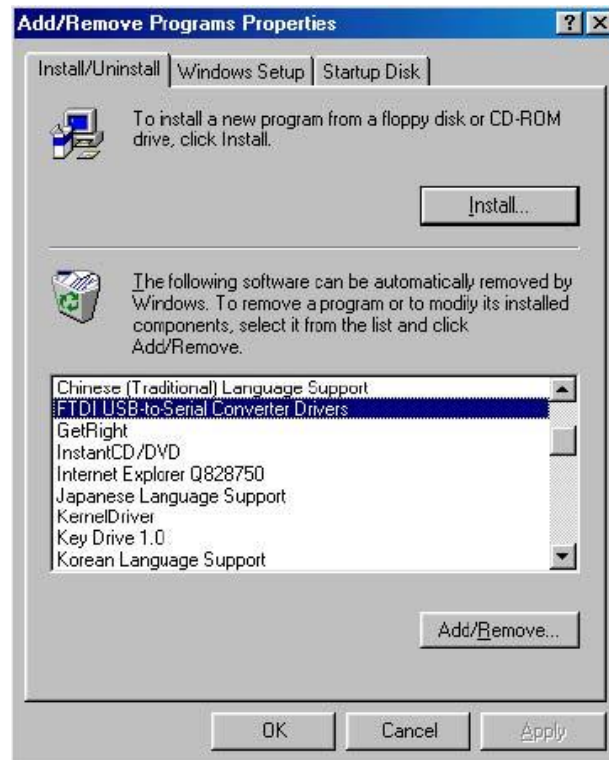 Add/Remove Programs Properties
Install/Uninstall
Windows Setup
Startup Disk
To install a new program from a floppy disk or CD-ROM
drive, click Install.
Install...
The following software can be automatically removed by
Windows. To remove a program or to modify its installed
components, select it from the list and click
Add/Remove.
Chinese (Traditional) Language Support
FTDI USB-to-Serial Converter Drivers
GetRight
InstantCD/DVD
Internet Explorer Q828750
Japanese Language Support
KernelDriver
Key Drive 1.0
Korean Language Support
Add/Remove...
OK
Cancel
Apply